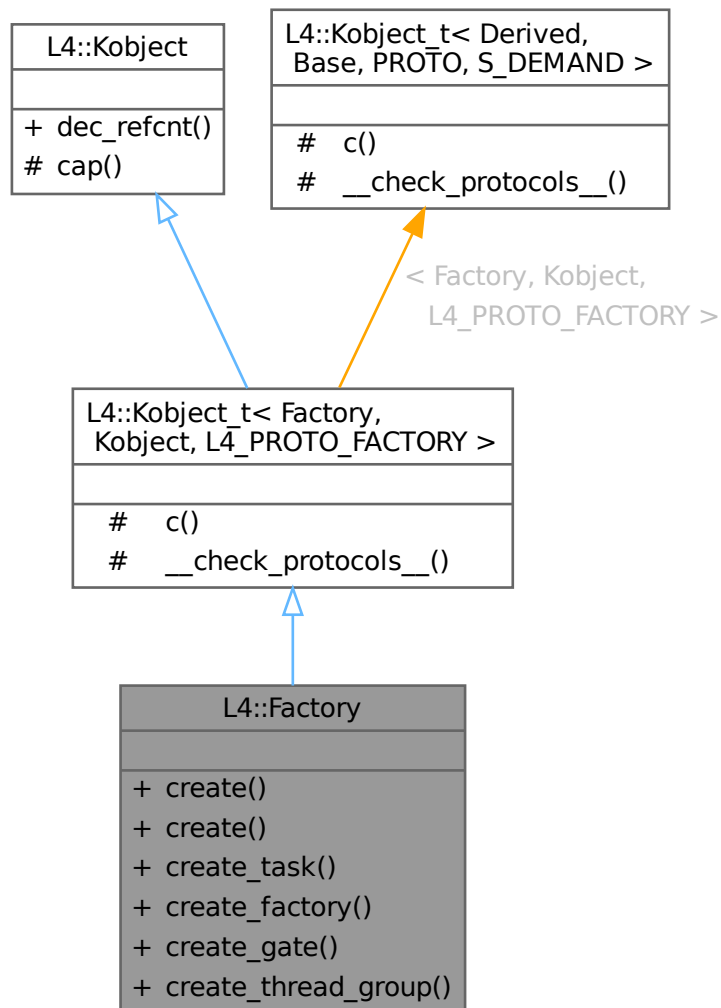 L4::Kobject
+ dec_refcnt()
# cap()
L4::Kobject_t< Derived,
Base, PROTO, S_DEMAND >
# c()
# __check_protocols__()
< Factory, Kobject,
L4_PROTO_FACTORY >
L4::Kobject_t< Factory,
Kobject, L4_PROTO_FACTORY >
# c()
# __check_protocols__()
L4::Factory
+ create()
+ create()
+ create_task()
+ create_factory()
+ create_gate()
+ create_thread_group()